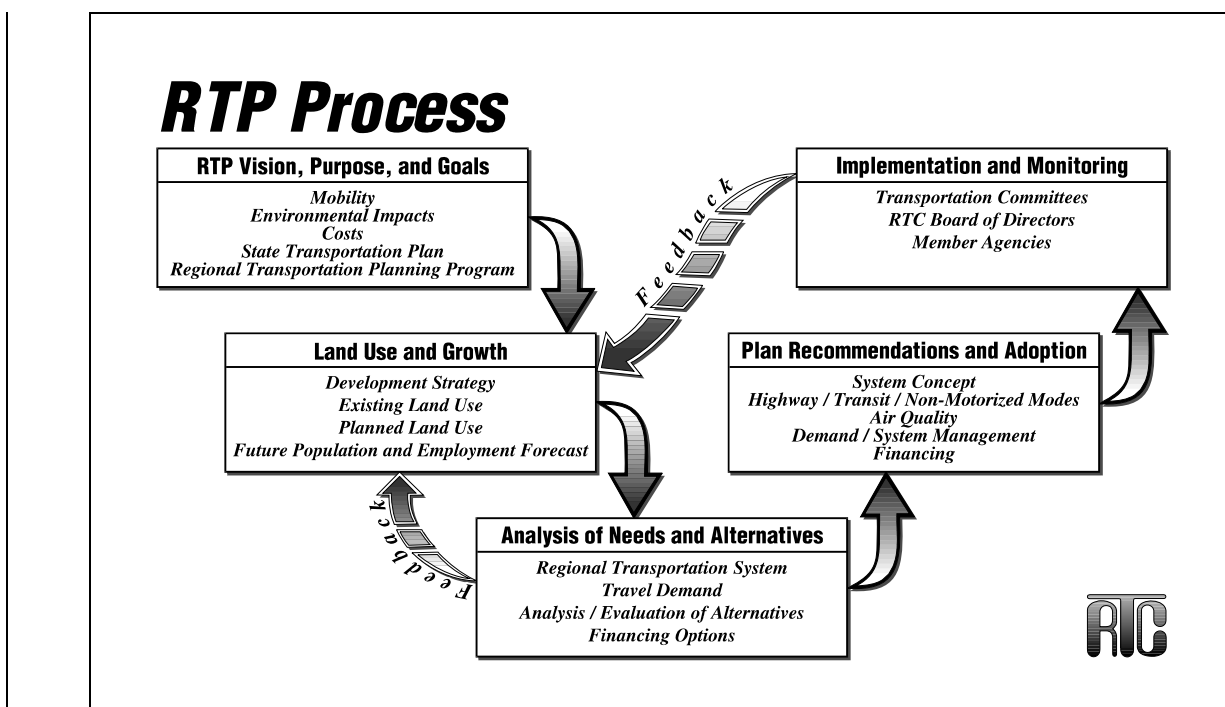 RTP Process
RTP Vision, Purpose, and Goals
Mobility
Environmental Impacts
Costs
State Transportation Plan
Regional Transportation Planning Program
Land Use and Growth
Development Strategy
Existing Land Use
Planned Land Use
Future Population and Employment Forecast
Feedback
Analysis of Needs and Alternatives
Regional Transportation System
Travel Demand
Analysis / Evaluation of Alternatives
Financing Options
Plan Recommendations and Adoption
System Concept
Highway / Transit / Non-Motorized Modes
Air Quality
Demand / System Management
Financing
Implementation and Monitoring
Transportation Committees
RTC Board of Directors
Member Agencies
Feedback
RTC